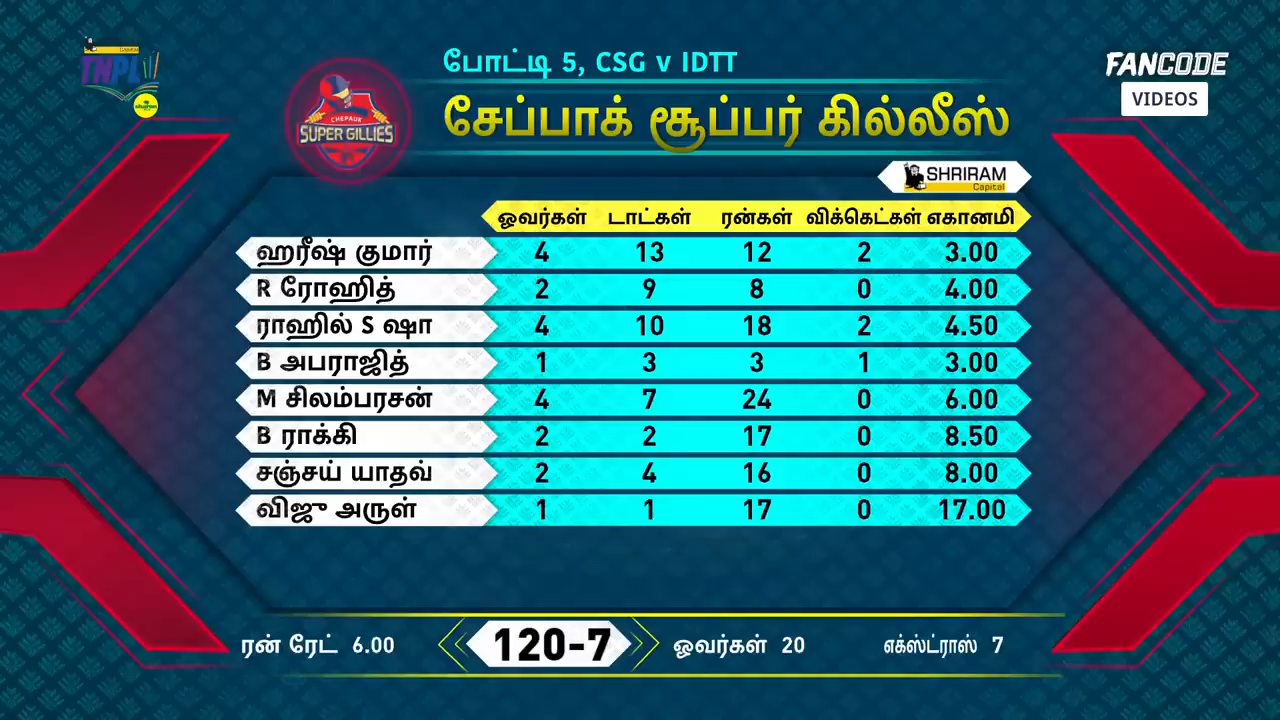 TNPL
போட்டி 5, CSG v IDTT
FANCODE
VIDEOS
CHEPAUK
SUPER GILLIES
சேப்பாக் சூப்பர் கில்லீஸ்
SHRIRAM
Capital
ஓவர்கள் டாட்கள் ரன்கள் விக்கெட்கள் எகானமி
ஹரீஷ் குமார் 4 13 12 2 3.00
R ரோஹித் 2 9 8 0 4.00
ராஹில் S ஷா 4 10 18 2 4.50
B அபராஜித் 1 3 3 1 3.00
M சிலம்பரசன் 4 7 24 0 6.00
B ராக்கி 2 2 17 0 8.50
சஞ்சய் யாதவ் 2 4 16 0 8.00
விஜு அருள் 1 1 17 0 17.00
ரன் ரேட் 6.00 120-7 ஓவர்கள் 20 எக்ஸ்ட்ராஸ் 7